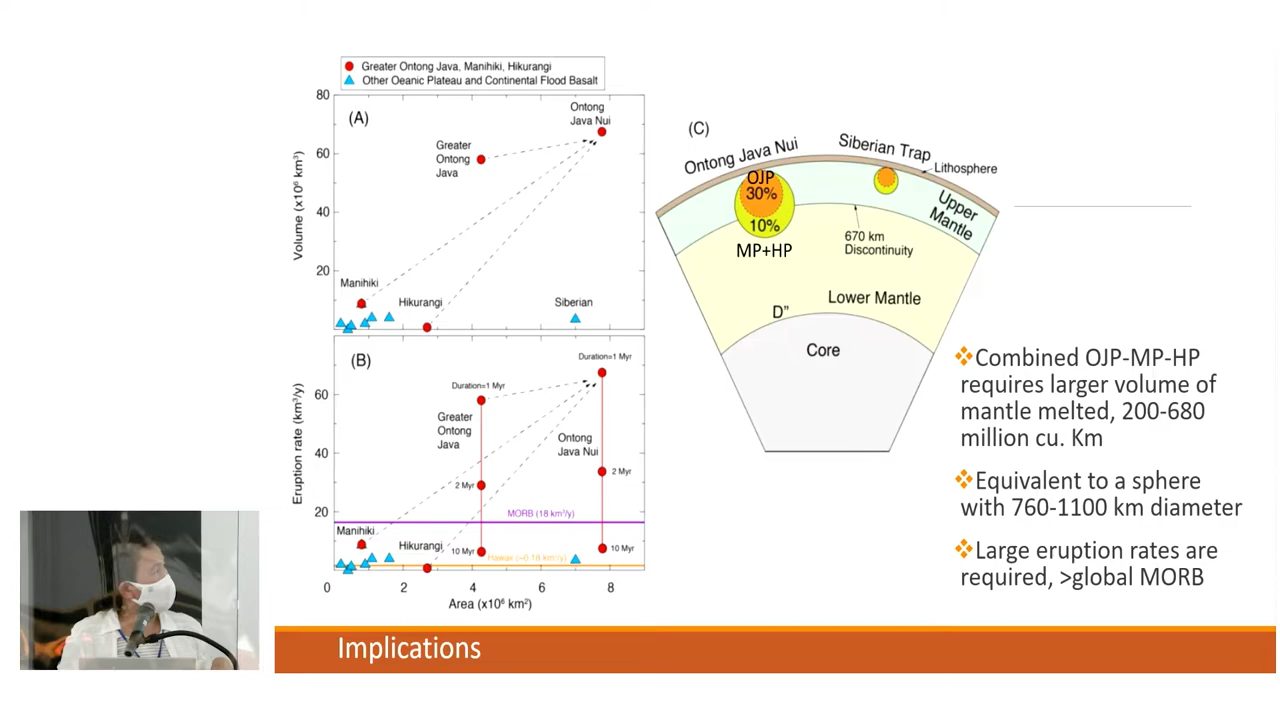 Greater Ontong Java, Manihiki, Hikurangi
Other Oeanic Plateau and Continental Flood Basalt
(A)
80
60
40
20
Volume (x10⁶ km³)
Ontong
Java Nui
Greater
Ontong
Java
Manihiki
Hikurangi
Siberian
(B)
60
40
20
Eruption rate (km³/y)
Duration=1 Myr
Duration=1 Myr
Greater
Ontong
Java
Ontong
Java Nui
2 Myr
2 Myr
MORB (18 km³/y)
Manihiki
Hikurangi
10 Myr
10 Myr
Hawaii (~0.18 km³/y)
0 2 4 6 8
Area (x10⁶ km²)
(C)
Ontong Java Nui
Siberian Trap
Lithosphere
OJP
30%
10%
MP+HP
Upper
Mantle
670 km
Discontinuity
Lower Mantle
D"
Core
Combined OJP-MP-HP
requires larger volume of
mantle melted, 200-680
million cu. Km
Equivalent to a sphere
with 760-1100 km diameter
Large eruption rates are
required, >global MORB
Implications